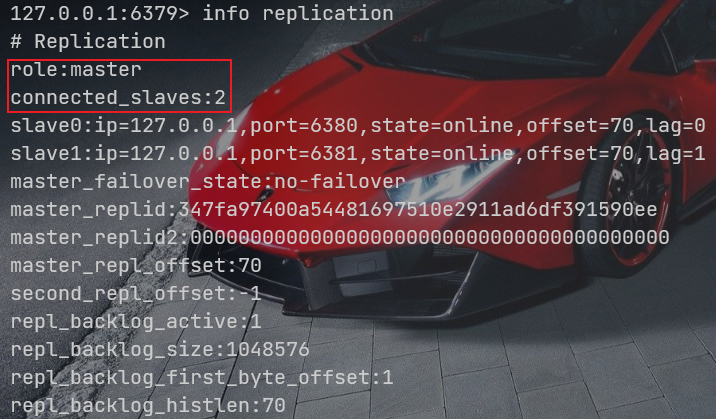 127.0.0.1:6379> info replication
# Replication
role:master
connected_slaves:2
slave0:ip=127.0.0.1,port=6380,state=online,offset=70,lag=0
slave1:ip=127.0.0.1,port=6381,state=online,offset=70,lag=1
master_failover_state:no-failover
master_replid:347fa97400a54481697510e2911ad6df391590ee
master_replid2:0000000000000000000000000000000000000000
master_repl_offset:70
second_repl_offset:-1
repl_backlog_active:1
repl_backlog_size:1048576
repl_backlog_first_byte_offset:1
repl_backlog_histlen:70